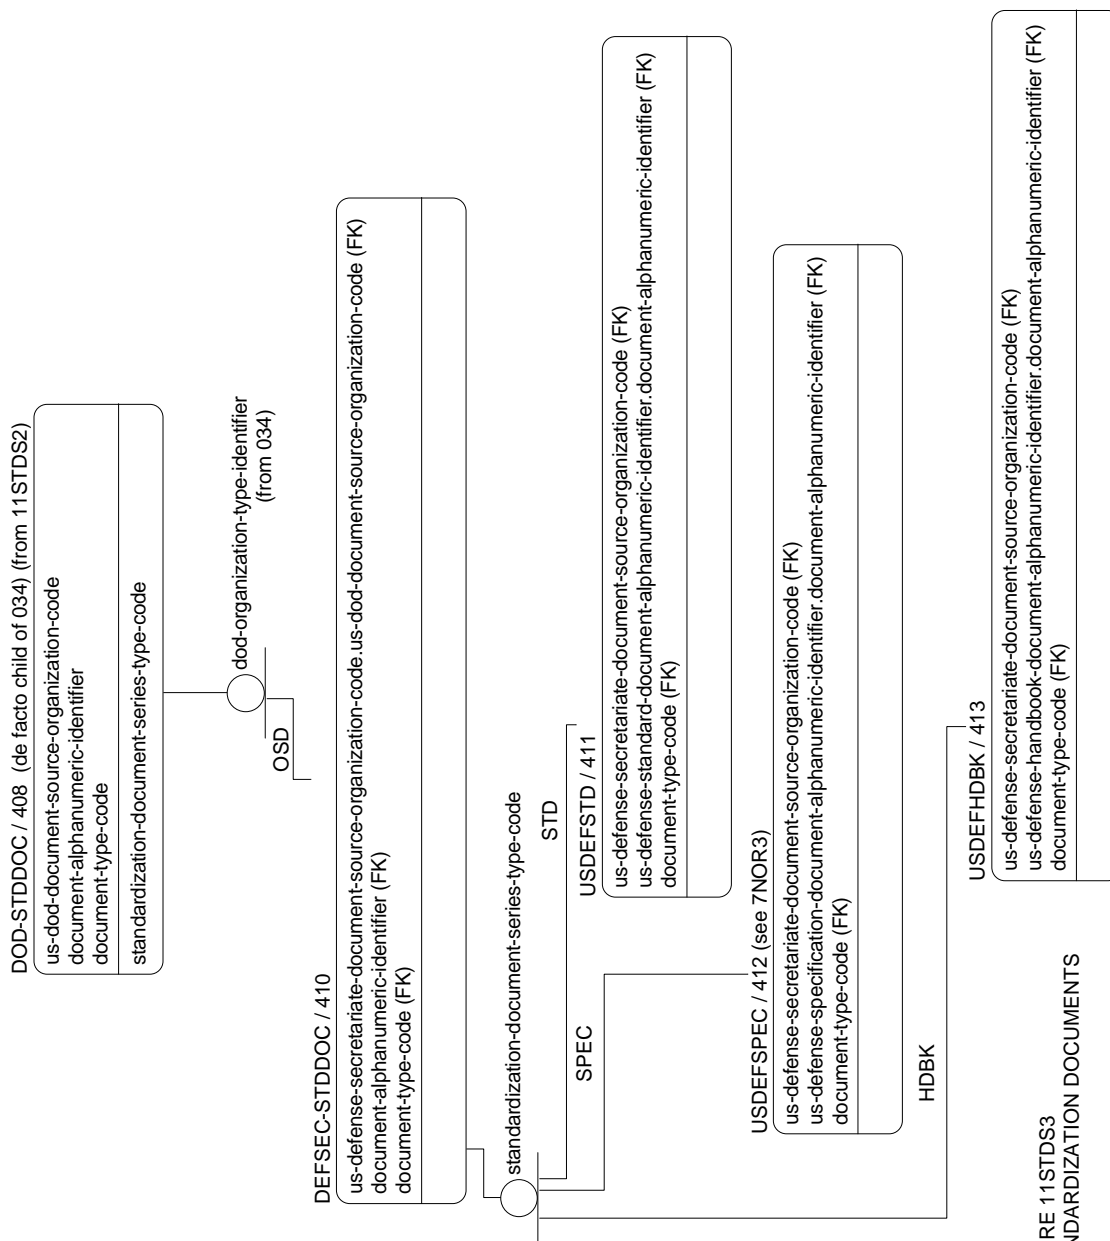 DOD-STDDOC / 408 (de facto child of 034) (from 11STDS2)
us-dod-document-source-organization-code
document-alphanumeric-identifier
document-type-code
standardization-document-series-type-code
dod-organization-type-identifier
(from 034)
OSD
DEFSEC-STDDOC / 410
us-defense-secretariate-document-source-organization-code.us-dod-document-source-organization-code (FK)
document-alphanumeric-identifier (FK)
document-type-code (FK)
standardization-document-series-type-code
STD
USDEFSTD / 411
us-defense-secretariate-document-source-organization-code (FK)
us-defense-standard-document-alphanumeric-identifier.document-alphanumeric-identifier (FK)
document-type-code (FK)
SPEC
USDEFSPEC / 412 (see 7NOR3)
us-defense-secretariate-document-source-organization-code (FK)
us-defense-specification-document-alphanumeric-identifier.document-alphanumeric-identifier (FK)
document-type-code (FK)
HDBK
USDEFHDBK / 413
us-defense-secretariate-document-source-organization-code (FK)
us-defense-handbook-document-alphanumeric-identifier.document-alphanumeric-identifier (FK)
document-type-code (FK)
RE 11STDS3
NDARDIZATION DOCUMENTS